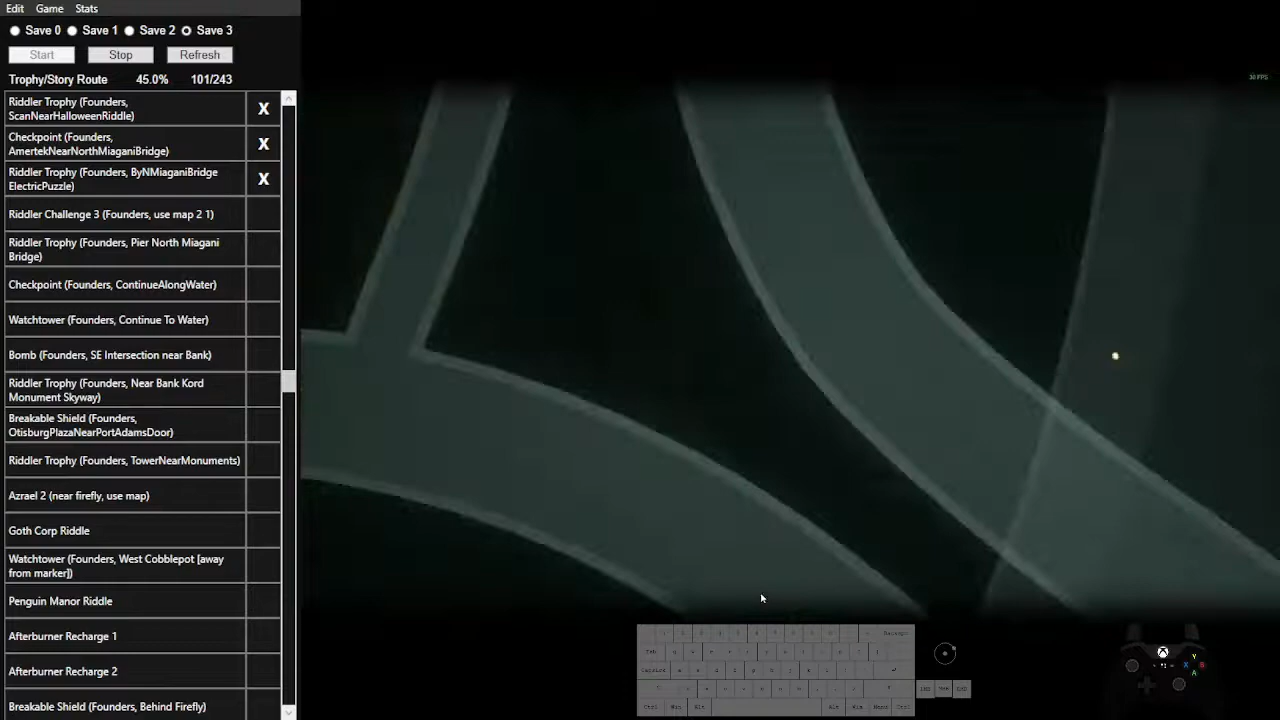 Edit Game Stats
Save 0 Save 1 Save 2 Save 3
Start Stop Refresh
Trophy/Story Route 45.0% 101/243
Riddler Trophy (Founders,
ScanNearHalloweenRiddle) X
Checkpoint (Founders,
AmertekNearNorthMiaganiBridge) X
Riddler Trophy (Founders, ByNMiaganiBridge
ElectricPuzzle) X
Riddler Challenge 3 (Founders, use map 2 1)
Riddler Trophy (Founders, Pier North Miagani
Bridge)
Checkpoint (Founders, ContinueAlongWater)
Watchtower (Founders, Continue To Water)
Bomb (Founders, SE Intersection near Bank)
Riddler Trophy (Founders, Near Bank Kord
Monument Skyway)
Breakable Shield (Founders,
OtisburgPlazaNearPortAdamsDoor)
Riddler Trophy (Founders, TowerNearMonuments)
Azrael 2 (near firefly, use map)
Goth Corp Riddle
Watchtower (Founders, West Cobblepot [away
from marker])
Penguin Manor Riddle
Afterburner Recharge 1
Afterburner Recharge 2
Breakable Shield (Founders, Behind Firefly)
30 FPS
Y
X B
A